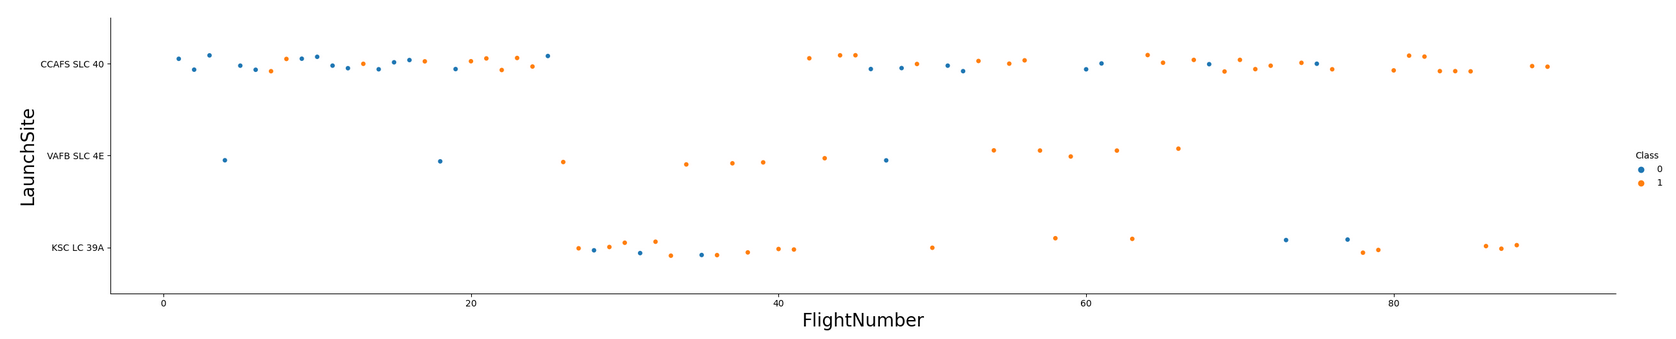 CCAFS SLC 40
VAFB SLC 4E
KSC LC 39A
LaunchSite
0 20 40 60 80
FlightNumber
Class
0
1